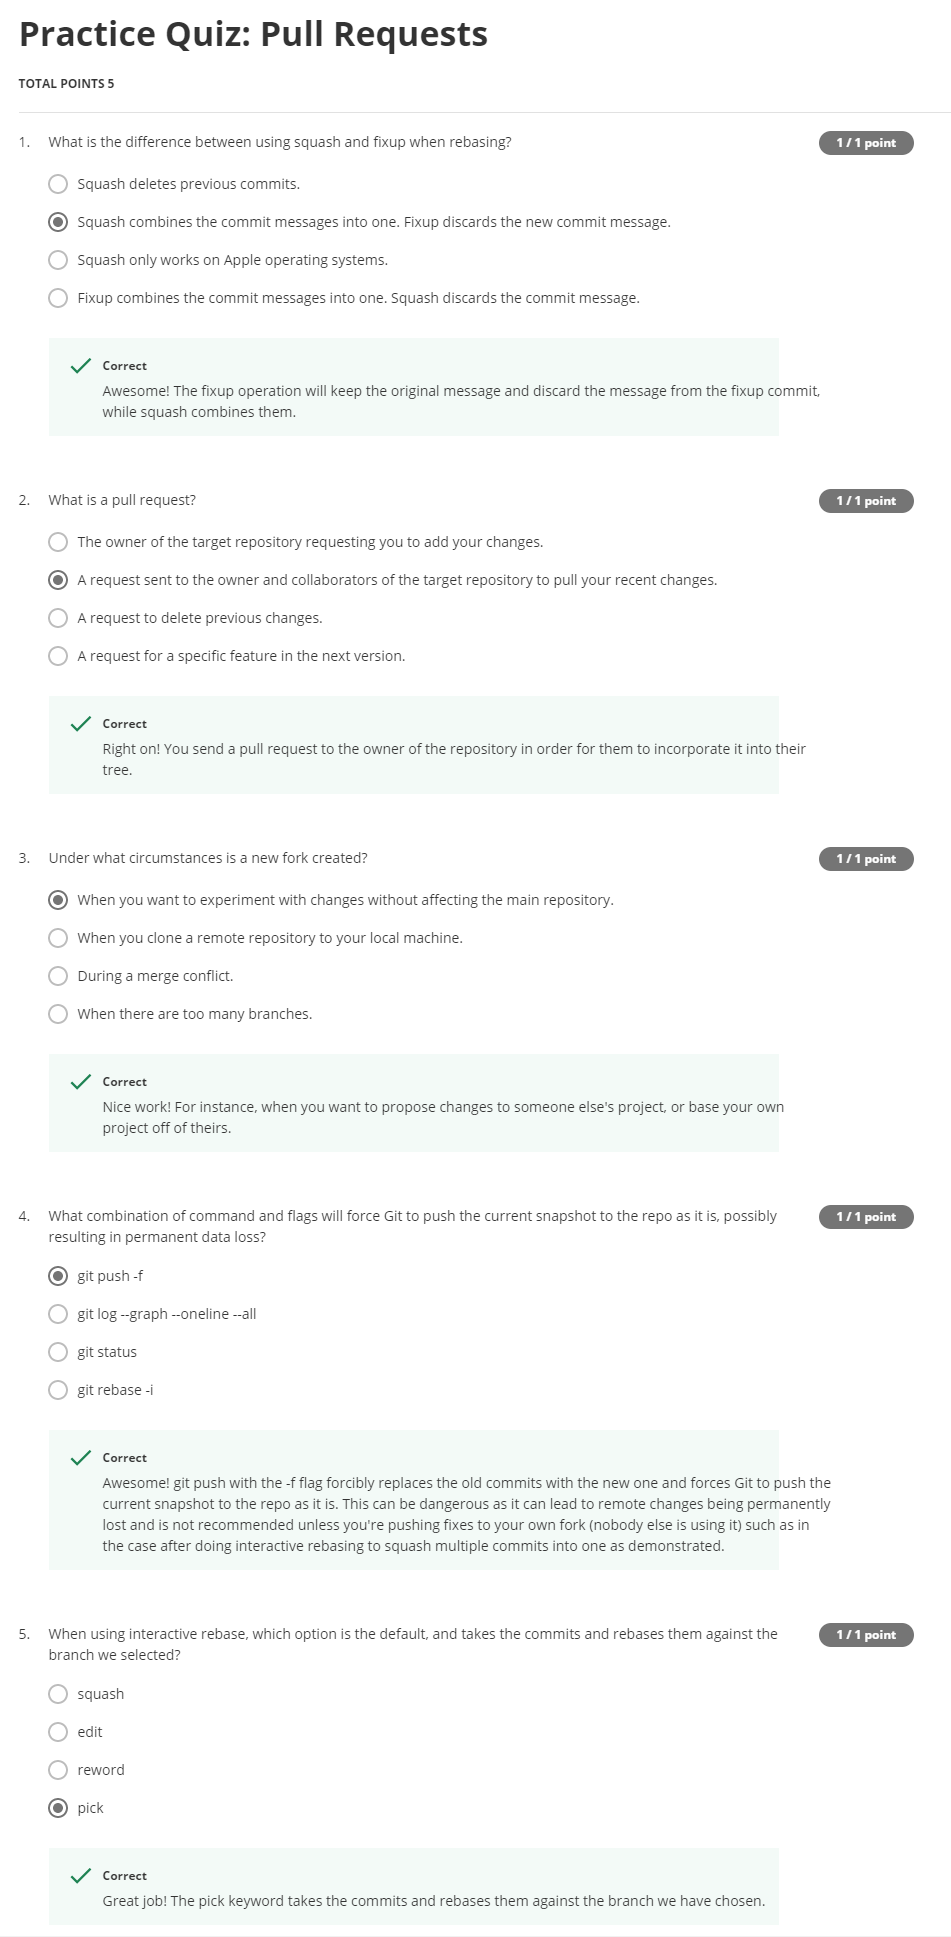 Practice Quiz: Pull Requests
TOTAL POINTS 5
1. What is the difference between using squash and fixup when rebasing?
1 / 1 point
Squash deletes previous commits.
Squash combines the commit messages into one. Fixup discards the new commit message.
Squash only works on Apple operating systems.
Fixup combines the commit messages into one. Squash discards the commit message.
Correct
Awesome! The fixup operation will keep the original message and discard the message from the fixup commit,
while squash combines them.
2. What is a pull request?
1 / 1 point
The owner of the target repository requesting you to add your changes.
A request sent to the owner and collaborators of the target repository to pull your recent changes.
A request to delete previous changes.
A request for a specific feature in the next version.
Correct
Right on! You send a pull request to the owner of the repository in order for them to incorporate it into their
tree.
3. Under what circumstances is a new fork created?
1 / 1 point
When you want to experiment with changes without affecting the main repository.
When you clone a remote repository to your local machine.
During a merge conflict.
When there are too many branches.
Correct
Nice work! For instance, when you want to propose changes to someone else's project, or base your own
project off of theirs.
4. What combination of command and flags will force Git to push the current snapshot to the repo as it is, possibly
resulting in permanent data loss?
1 / 1 point
git push -f
git log --graph --oneline --all
git status
git rebase -i
Correct
Awesome! git push with the -f flag forcibly replaces the old commits with the new one and forces Git to push the
current snapshot to the repo as it is. This can be dangerous as it can lead to remote changes being permanently
lost and is not recommended unless you're pushing fixes to your own fork (nobody else is using it) such as in
the case after doing interactive rebasing to squash multiple commits into one as demonstrated.
5. When using interactive rebase, which option is the default, and takes the commits and rebases them against the
branch we selected?
1 / 1 point
squash
edit
reword
pick
Correct
Great job! The pick keyword takes the commits and rebases them against the branch we have chosen.